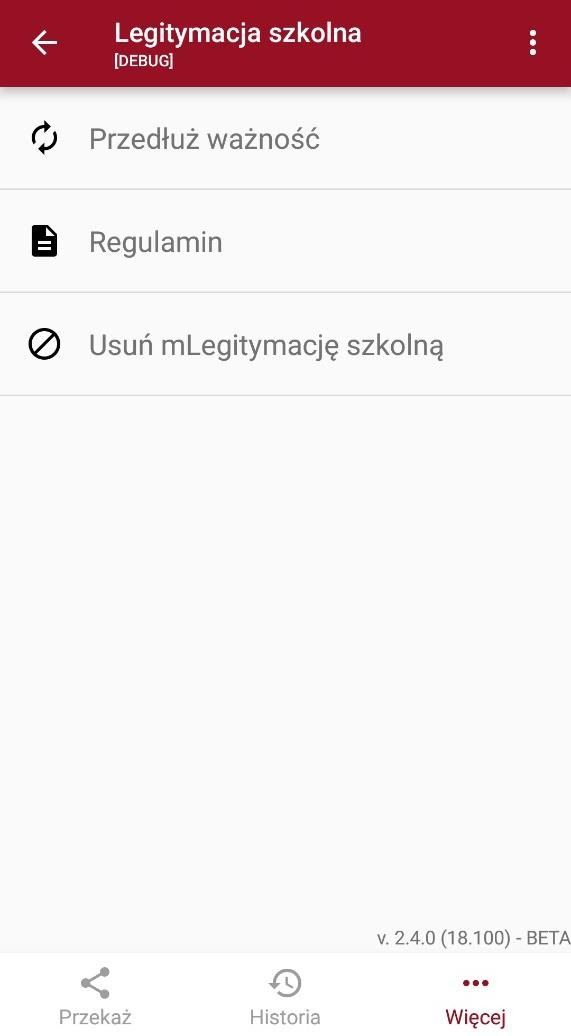 Legitymacja szkolna
[DEBUG]
Przedłuż ważność
Regulamin
Usuń mLegitymację szkolną
v. 2.4.0 (18.100) - BETA
Przekaż
Historia
Więcej